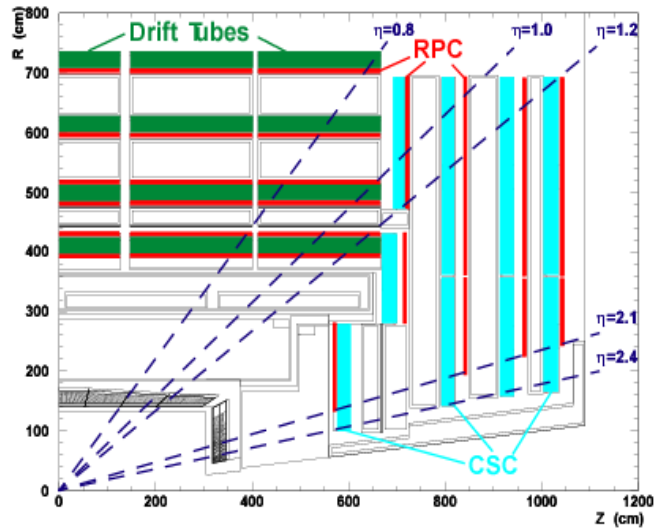 R (cm)
800
700
600
500
400
300
200
100
0
Drift Tubes
η=0.8
RPC
η=1.0
η=1.2
η=2.1
η=2.4
CSC
0 200 400 600 800 1000 1200
Z (cm)